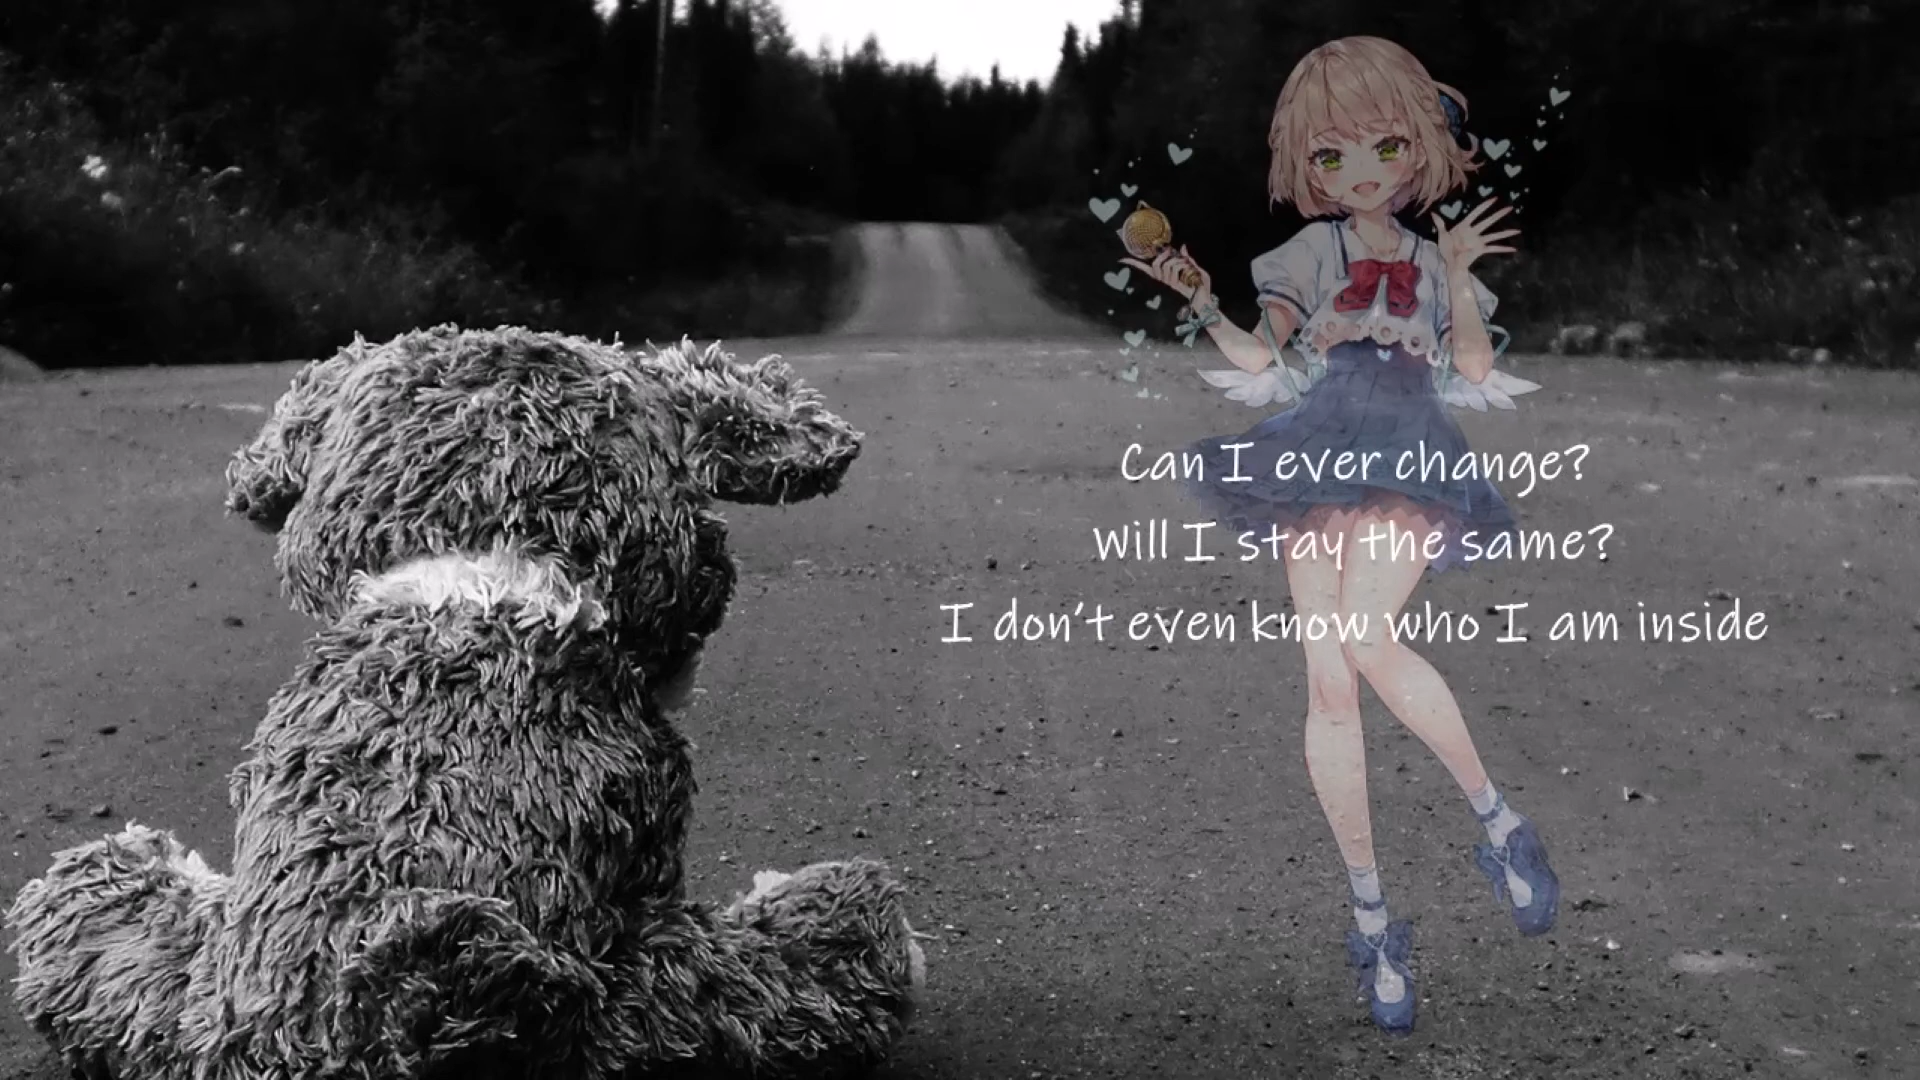 Can I ever change?
Will I stay the same?
I don't even know who I am inside